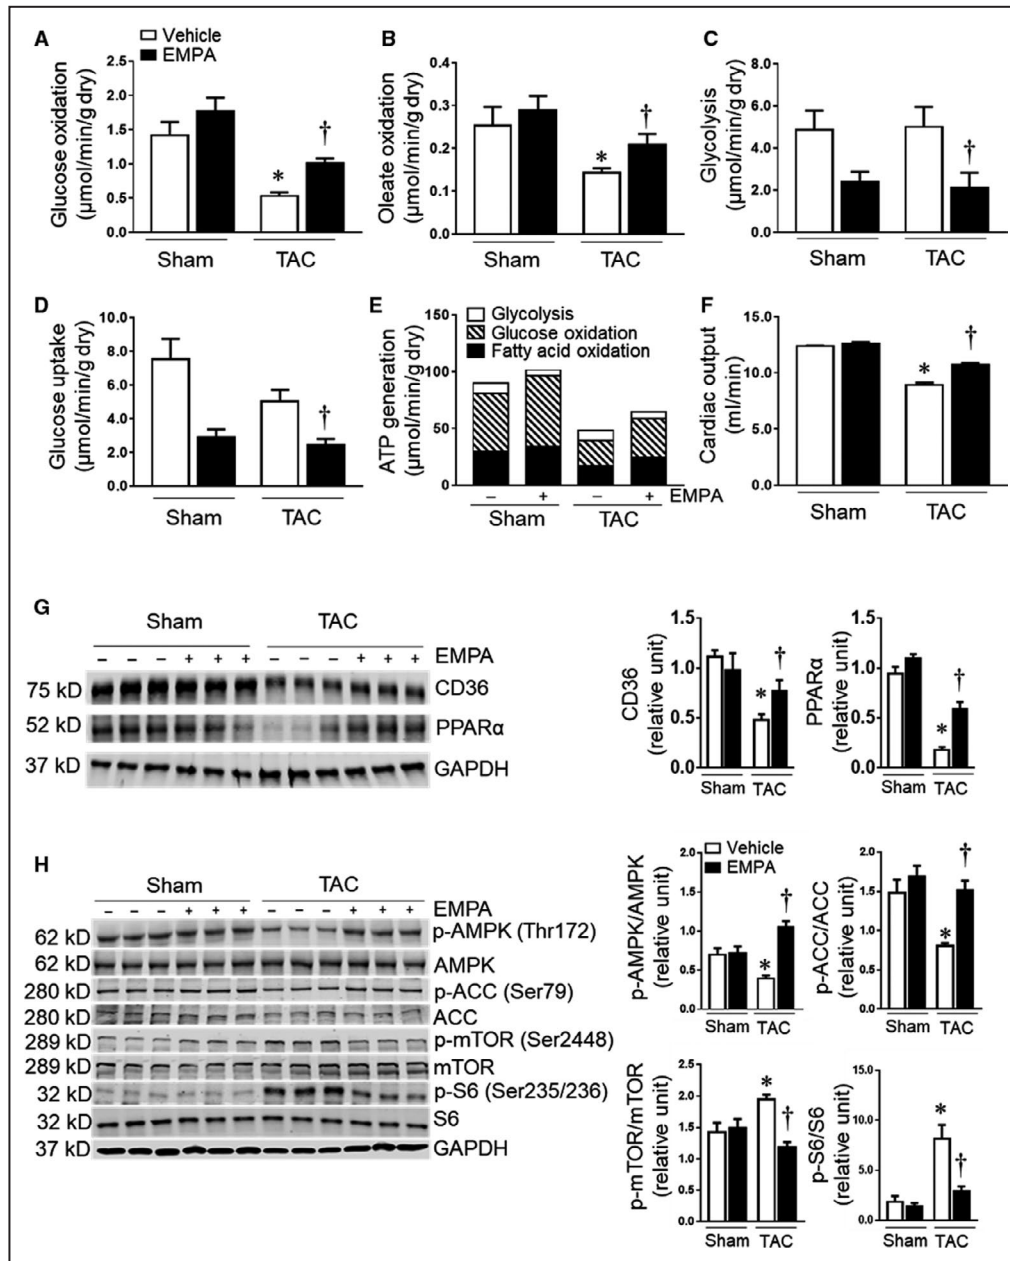 A
Vehicle
EMPA
Glucose oxidation
(µmol/min/g dry)
2.5
2.0
1.5
1.0
0.5
0.0
*
†
Sham
TAC
B
Oleate oxidation
(µmol/min/g dry)
0.4
0.3
0.2
0.1
0.0
*
†
Sham
TAC
C
Glycolysis
(µmol/min/g dry)
8.0
6.0
4.0
2.0
0.0
†
Sham
TAC
D
Glucose uptake
(µmol/min/g dry)
10.0
8.0
6.0
4.0
2.0
0.0
†
Sham
TAC
E
Glycolysis
Glucose oxidation
Fatty acid oxidation
ATP generation
(µmol/min/g dry)
150
100
50
0
– + – + EMPA
Sham
TAC
F
Cardiac output
(ml/min)
15.0
10.0
5.0
0.0
*
†
Sham
TAC
G
Sham
TAC
– – – + + + – – – + + + EMPA
75 kD CD36
52 kD PPARα
37 kD GAPDH
CD36
(relative unit)
1.5
1.0
0.5
0.0
*
†
Sham
TAC
PPARα
(relative unit)
1.5
1.0
0.5
0.0
*
†
Sham
TAC
H
Sham
TAC
– – – + + + – – – + + + EMPA
62 kD p-AMPK (Thr172)
62 kD AMPK
280 kD p-ACC (Ser79)
280 kD ACC
289 kD p-mTOR (Ser2448)
289 kD mTOR
32 kD p-S6 (Ser235/236)
32 kD S6
37 kD GAPDH
Vehicle
EMPA
p-AMPK/AMPK
(relative unit)
2.0
1.5
1.0
0.5
0.0
*
†
Sham
TAC
p-ACC/ACC
(relative unit)
2.0
1.5
1.0
0.5
0.0
*
†
Sham
TAC
p-mTOR/mTOR
(relative unit)
2.5
2.0
1.5
1.0
0.5
0.0
*
†
Sham
TAC
p-S6/S6
(relative unit)
15.0
10.0
5.0
0.0
*
†
Sham
TAC